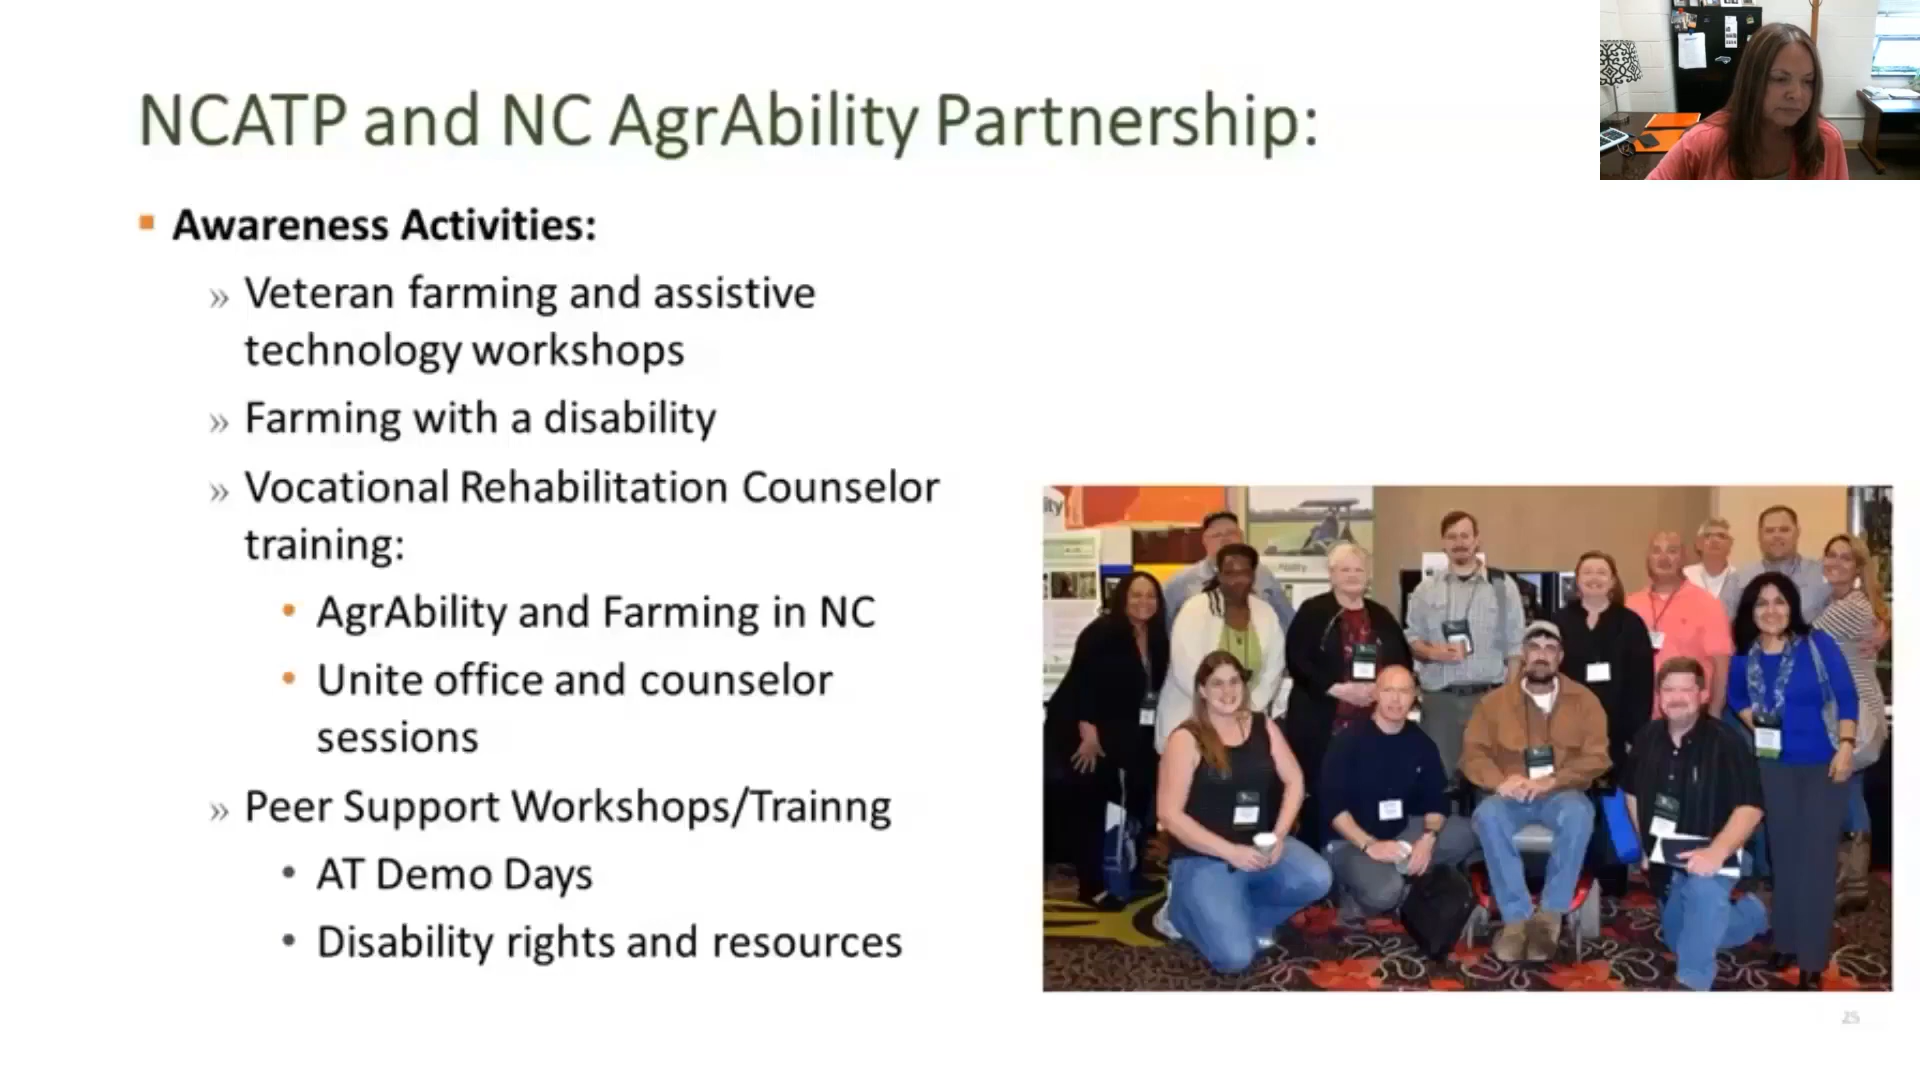 NCATP and NC AgrAbility Partnership:
Awareness Activities:
» Veteran farming and assistive
technology workshops
» Farming with a disability
» Vocational Rehabilitation Counselor
training:
• AgrAbility and Farming in NC
• Unite office and counselor
sessions
» Peer Support Workshops/Trainng
• AT Demo Days
• Disability rights and resources
25